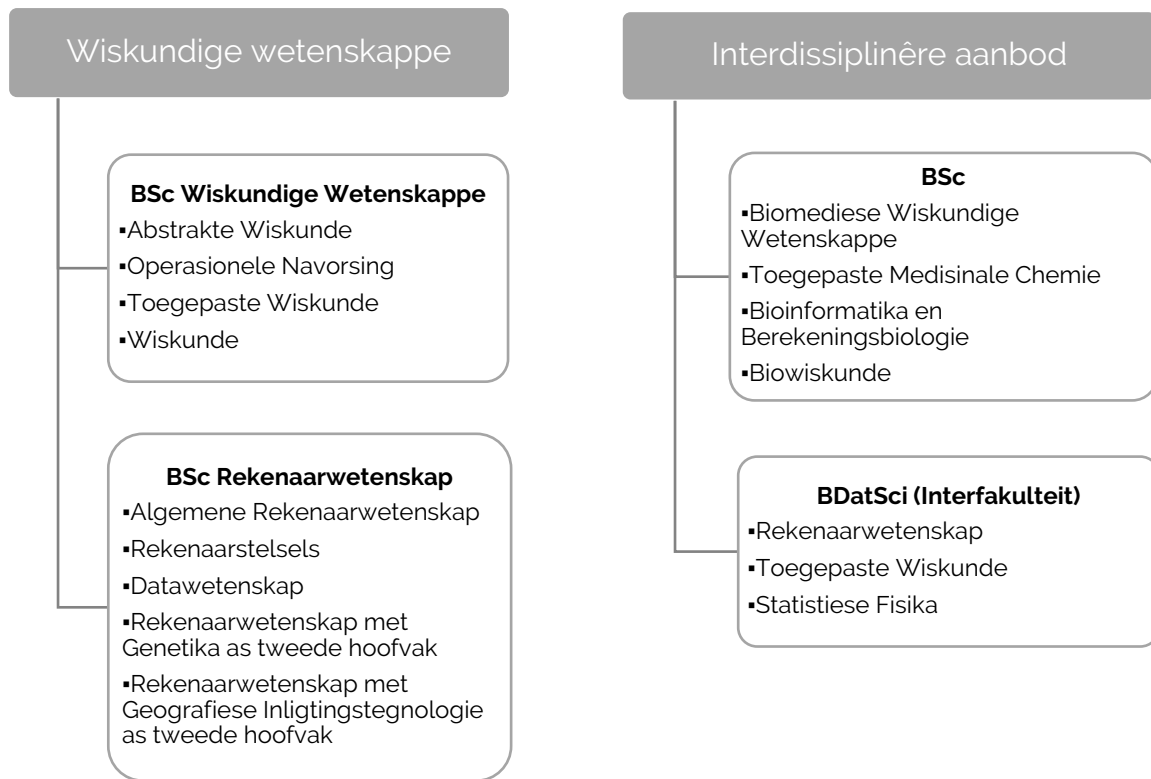 Wiskundige wetenskappe
BSc Wiskundige Wetenskappe
▪Abstrakte Wiskunde
▪Operasionele Navorsing
▪Toegepaste Wiskunde
▪Wiskunde
BSc Rekenaarwetenskap
▪Algemene Rekenaarwetenskap
▪Rekenaarstelsels
▪Datawetenskap
▪Rekenaarwetenskap met
Genetika as tweede hoofvak
▪Rekenaarwetenskap met
Geografiese Inligtingstegnologie
as tweede hoofvak
Interdissiplinêre aanbod
BSc
▪Biomediese Wiskundige
Wetenskappe
▪Toegepaste Medisinale Chemie
▪Bioinformatika en
Berekeningsbiologie
▪Biowiskunde
BDatSci (Interfakulteit)
▪Rekenaarwetenskap
▪Toegepaste Wiskunde
▪Statistiese Fisika